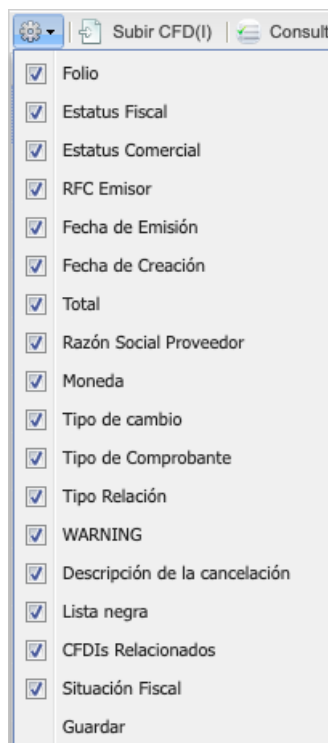 Subir CFD(I) Consult
Folio
Estatus Fiscal
Estatus Comercial
RFC Emisor
Fecha de Emisión
Fecha de Creación
Total
Razón Social Proveedor
Moneda
Tipo de cambio
Tipo de Comprobante
Tipo Relación
WARNING
Descripción de la cancelación
Lista negra
CFDIs Relacionados
Situación Fiscal
Guardar